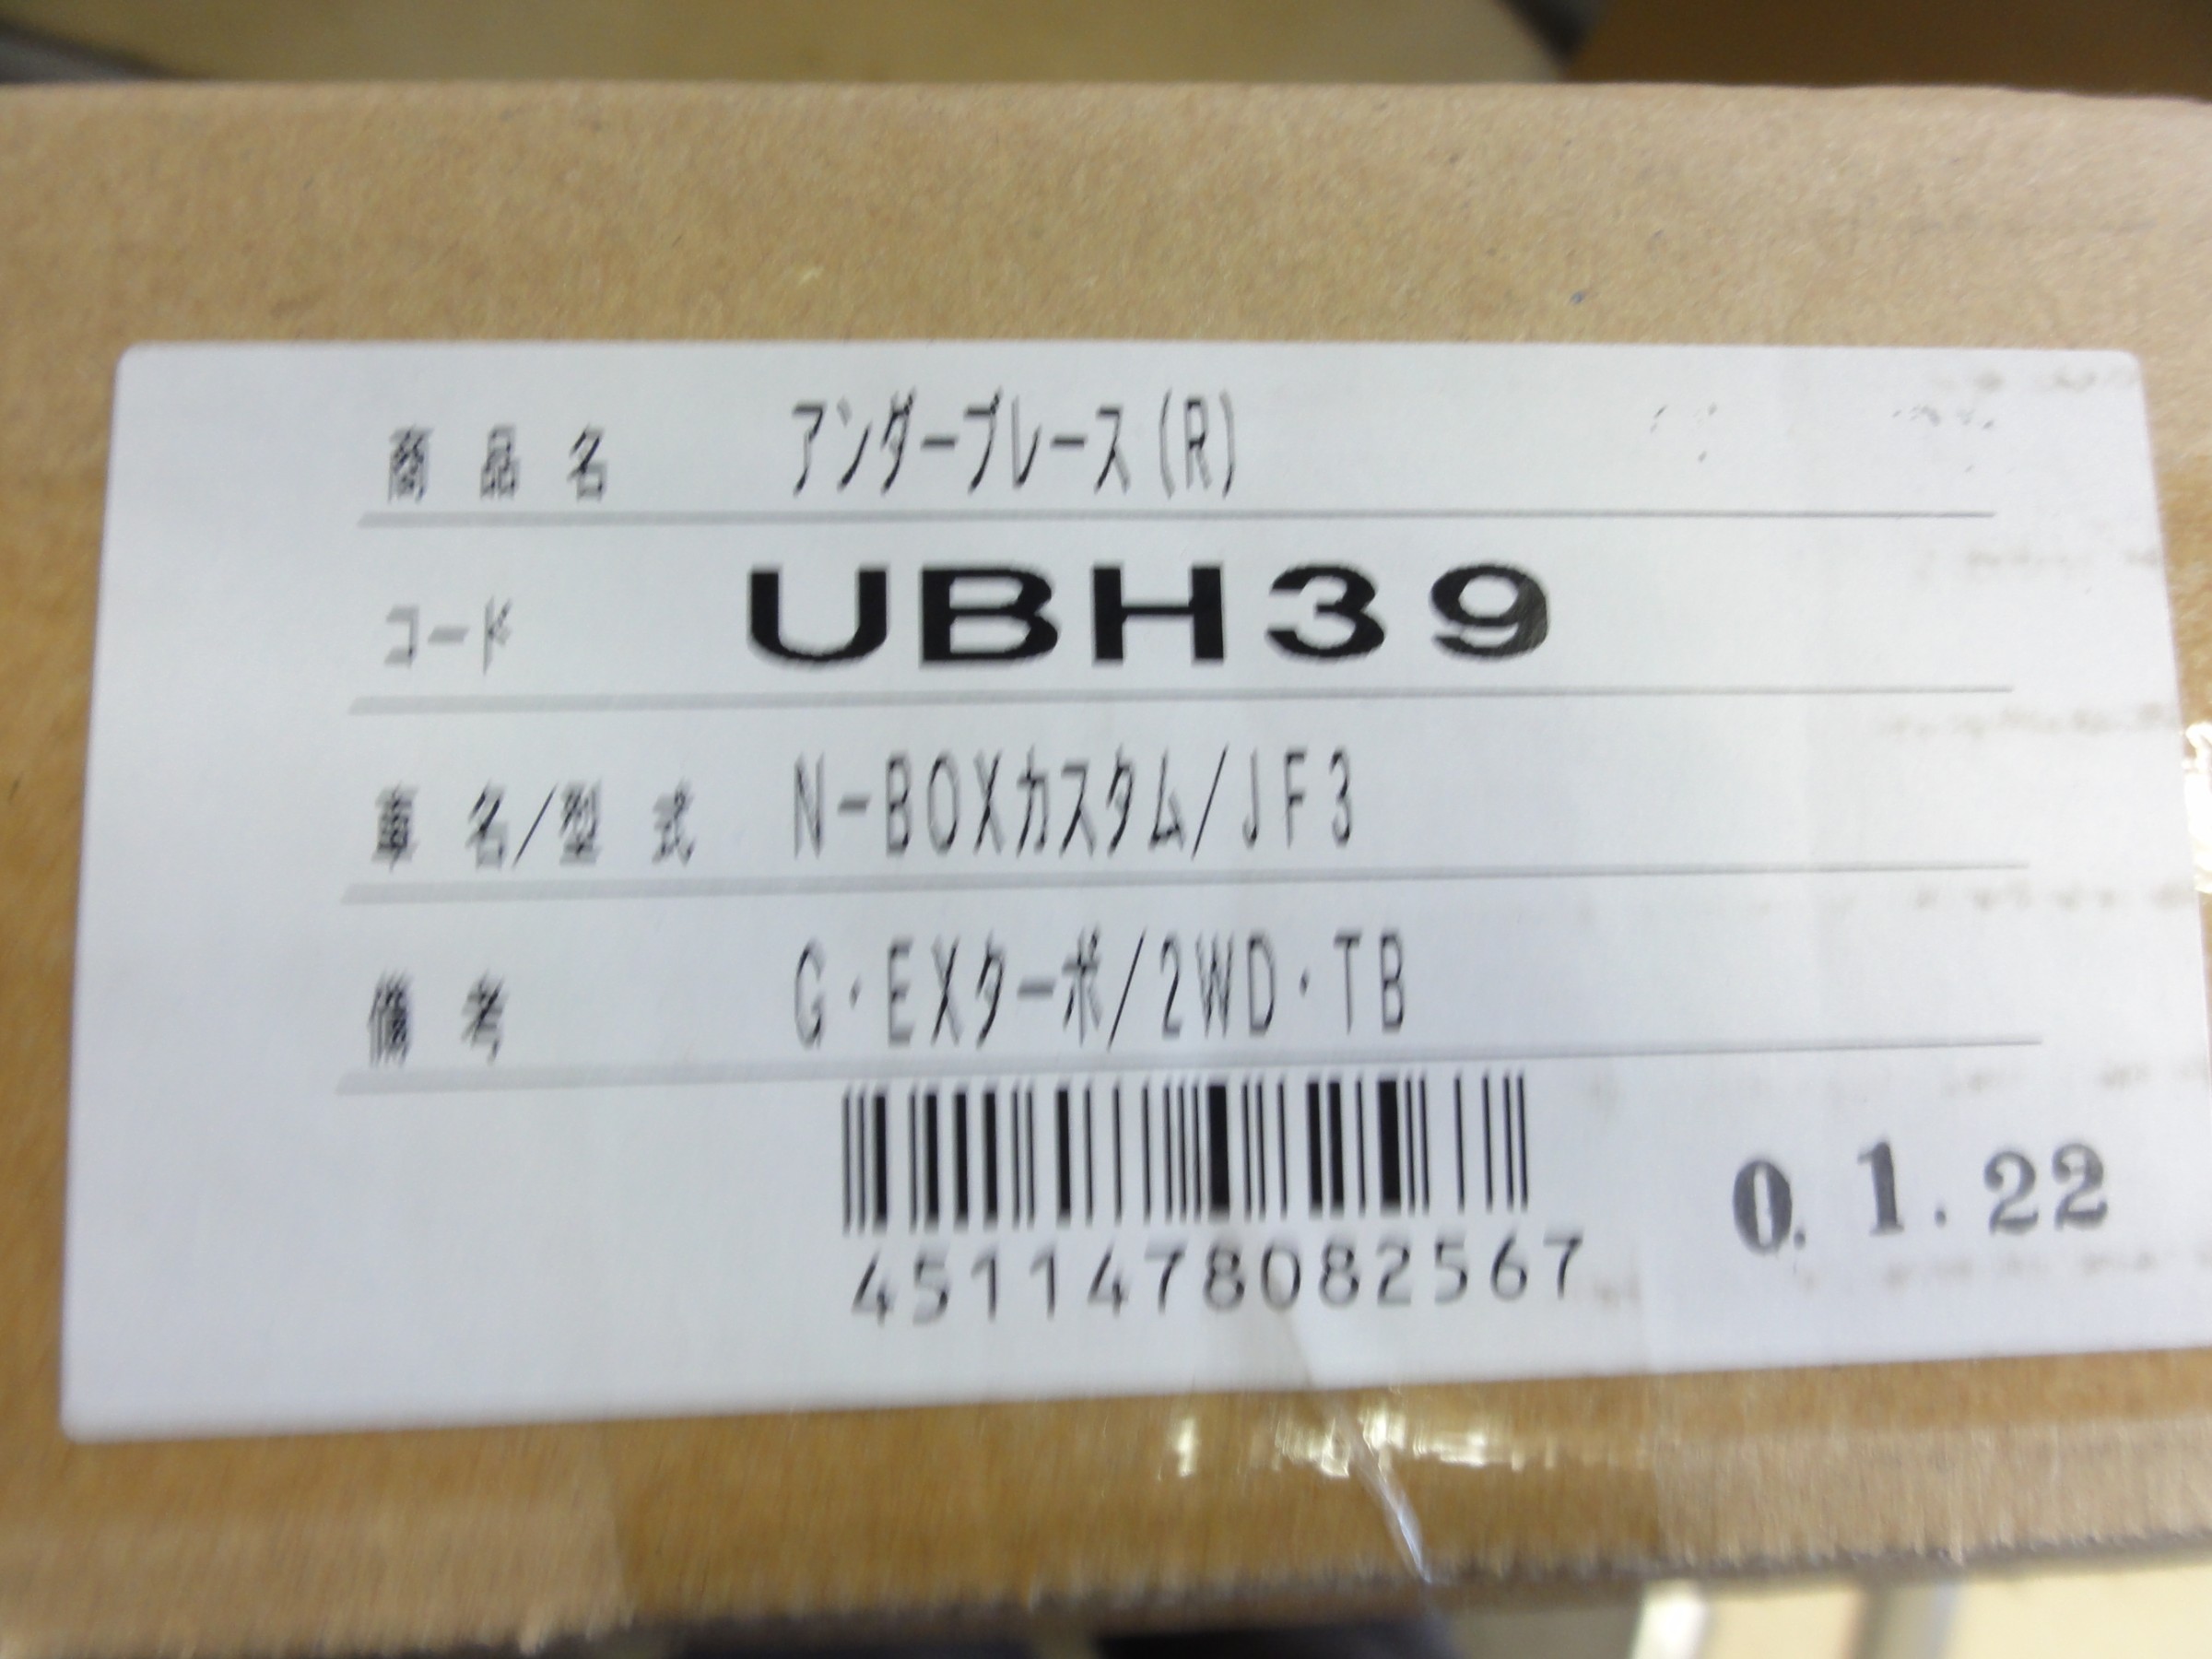 商品名 アンダーブレース(R)
コード UBH39
車名/型式 N-BOXカスタム/JF3
備考 G・EXターボ/2WD・TB
4511478082567
0. 1. 22